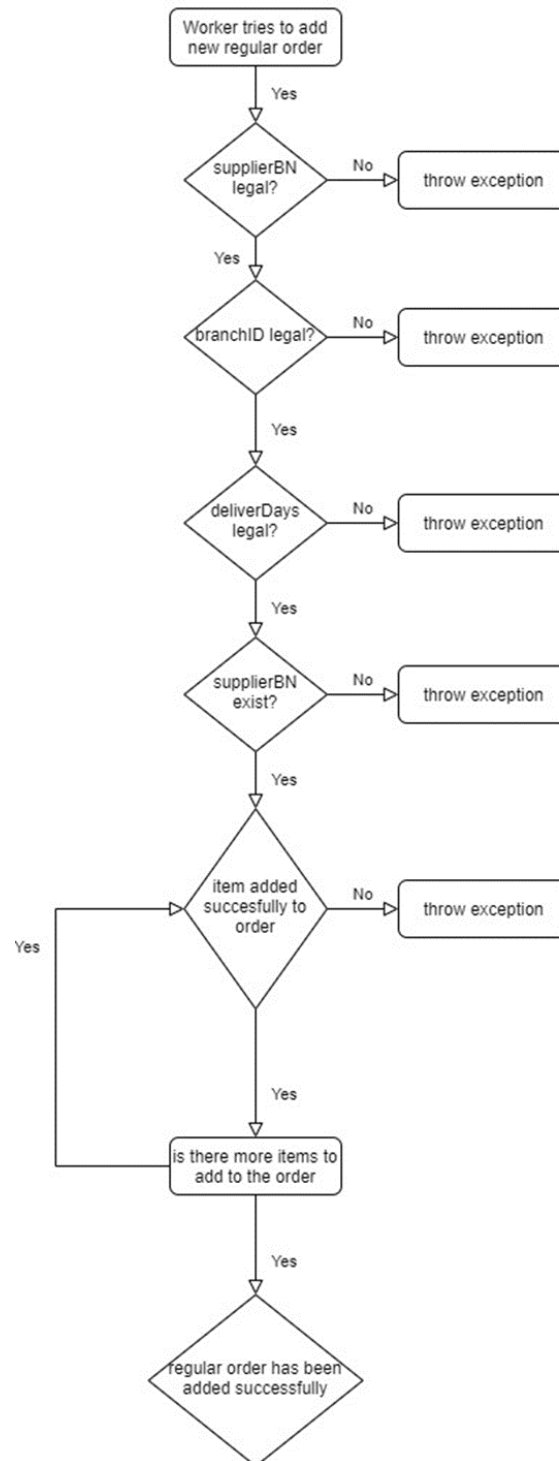 Worker tries to add
new regular order
Yes
supplierBN
legal?
No
throw exception
Yes
branchID legal?
No
throw exception
Yes
deliverDays
legal?
No
throw exception
Yes
supplierBN
exist?
No
throw exception
Yes
item added
succesfully to
order
No
throw exception
Yes
Yes
is there more items to
add to the order
Yes
regular order has been
added successfully